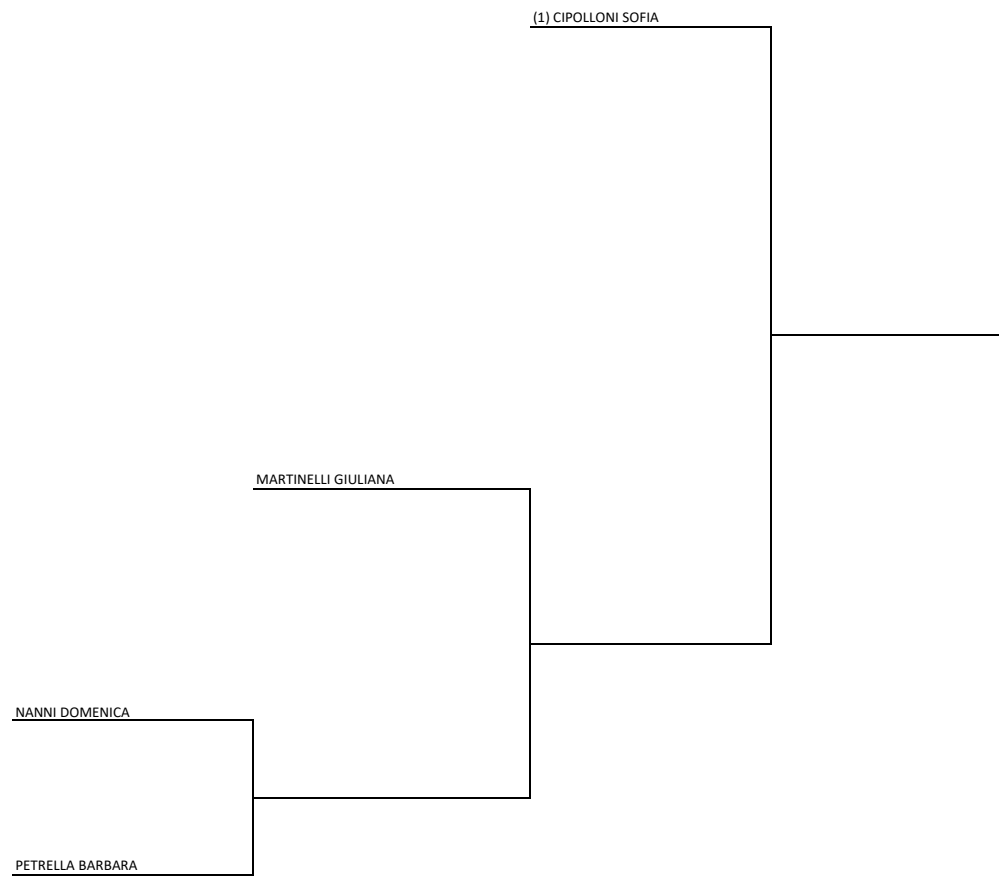 (1) CIPOLLONI SOFIA
MARTINELLI GIULIANA
NANNI DOMENICA
PETRELLA BARBARA